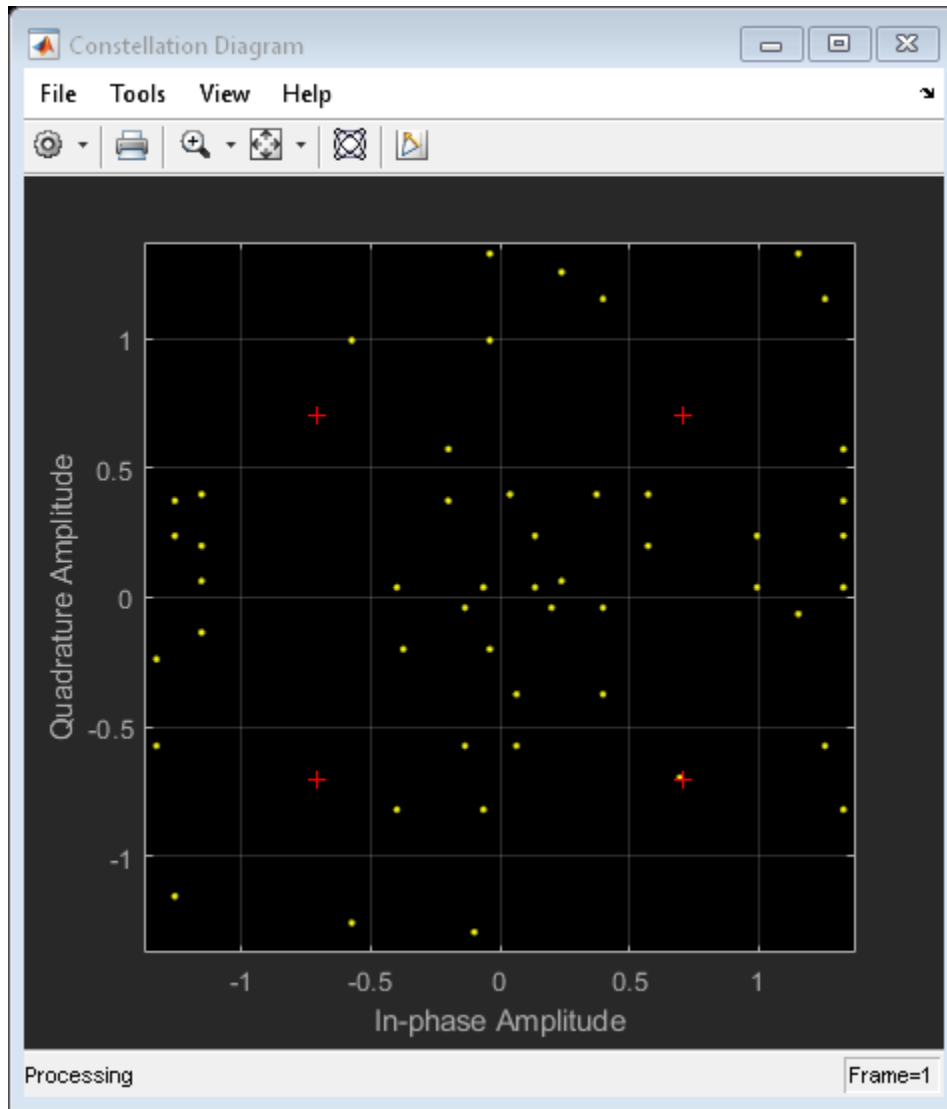 Constellation Diagram
File Tools View Help
1
0.5
0
-0.5
-1
Quadrature Amplitude
-1 -0.5 0 0.5 1
In-phase Amplitude
Processing Frame=1